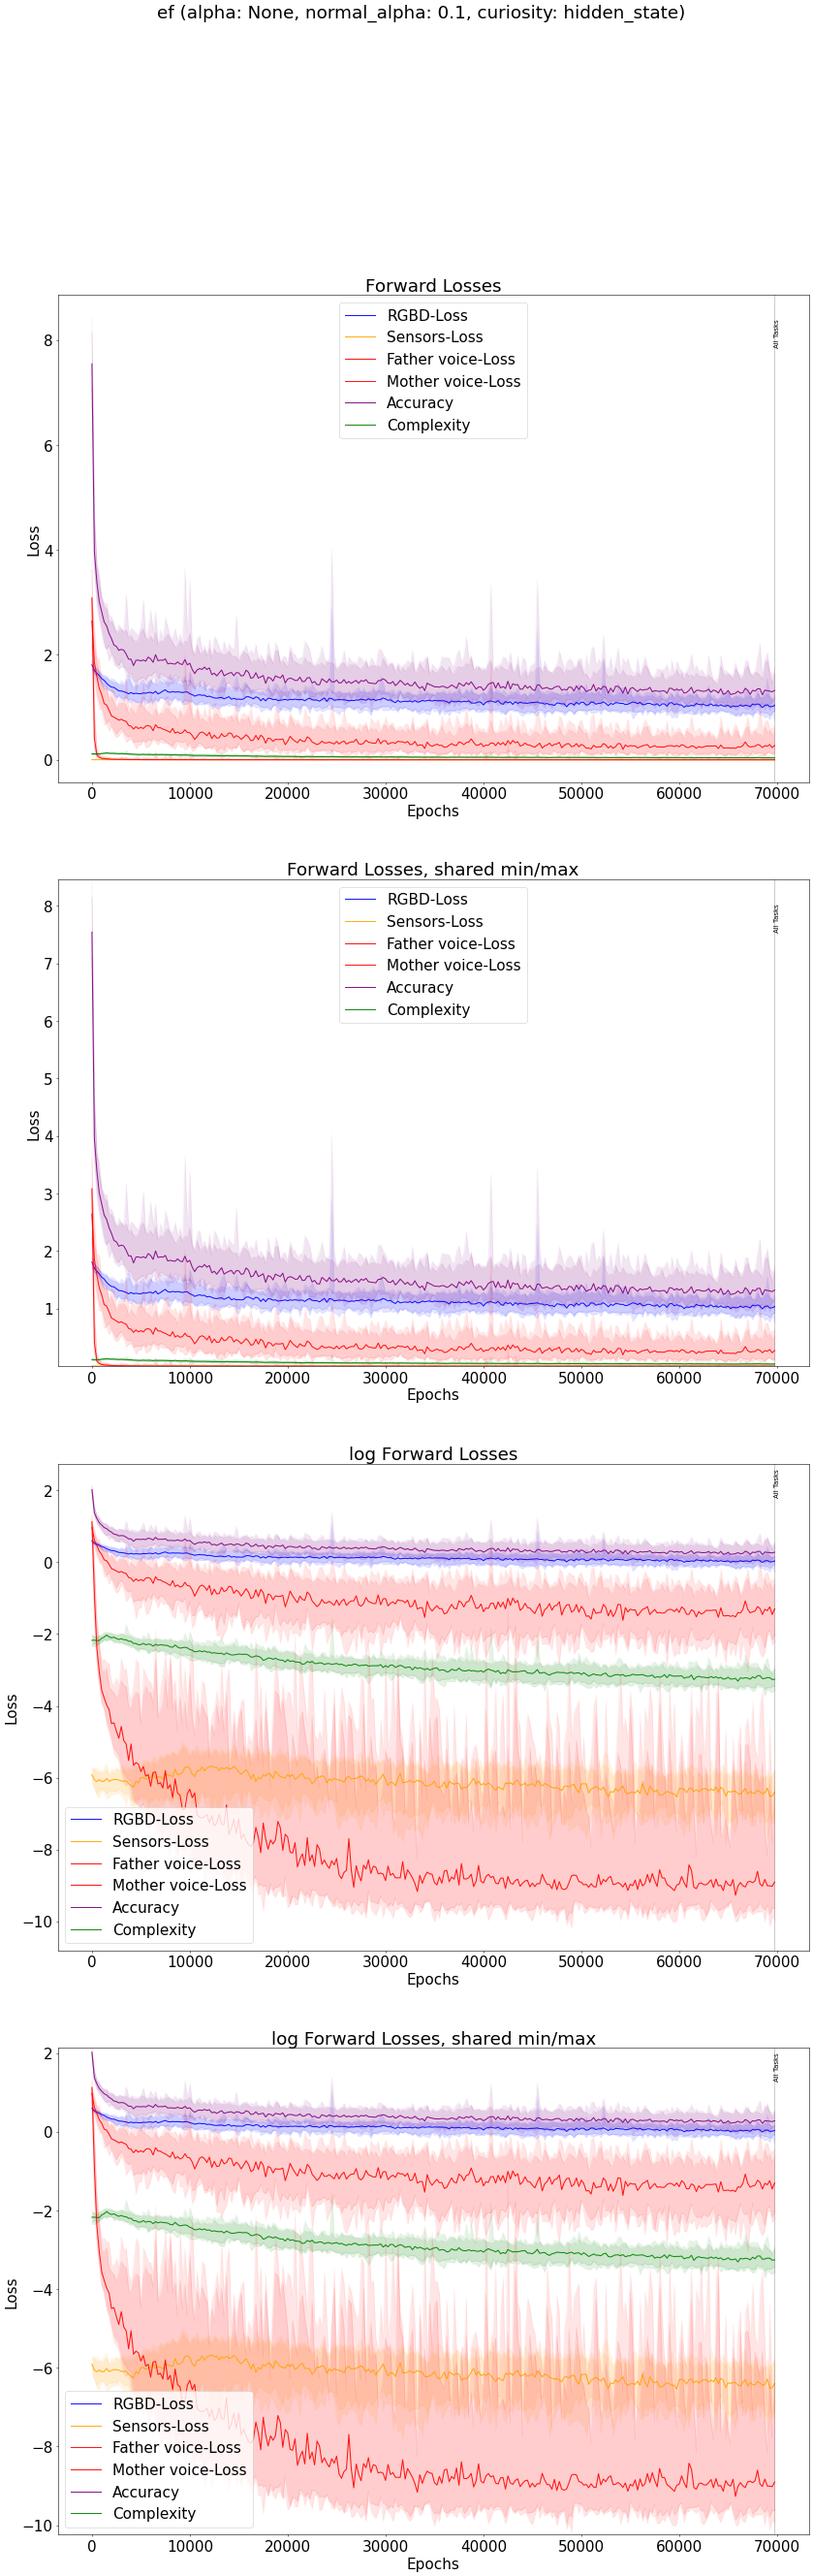 ef (alpha: None, normal_alpha: 0.1, curiosity: hidden_state)
Forward Losses
RGBD-Loss
Sensors-Loss
Father voice-Loss
Mother voice-Loss
Accuracy
Complexity
All Tasks
8
6
4
2
0
Loss
0 10000 20000 30000 40000 50000 60000 70000
Epochs
Forward Losses, shared min/max
RGBD-Loss
Sensors-Loss
Father voice-Loss
Mother voice-Loss
Accuracy
Complexity
All Tasks
8
7
6
5
4
3
2
1
Loss
0 10000 20000 30000 40000 50000 60000 70000
Epochs
log Forward Losses
All Tasks
2
0
−2
−4
−6
−8
−10
Loss
RGBD-Loss
Sensors-Loss
Father voice-Loss
Mother voice-Loss
Accuracy
Complexity
0 10000 20000 30000 40000 50000 60000 70000
Epochs
log Forward Losses, shared min/max
All Tasks
2
0
−2
−4
−6
−8
−10
Loss
RGBD-Loss
Sensors-Loss
Father voice-Loss
Mother voice-Loss
Accuracy
Complexity
0 10000 20000 30000 40000 50000 60000 70000
Epochs